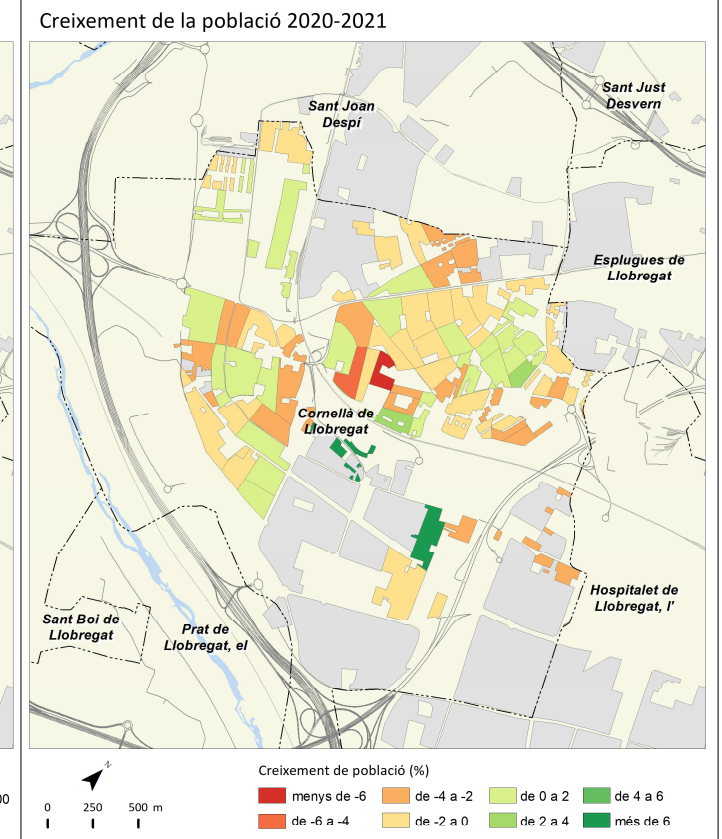 Creixement de la població 2020-2021
Sant Just
Desvern
Sant Joan
Despí
Esplugues de
Llobregat
Cornellà de
Llobregat
Hospitalet de
Llobregat, l'
Sant Boi de
Llobregat
Prat de
Llobregat, el
N
00
0 250 500 m
Creixement de població (%)
menys de -6
de -4 a -2
de 0 a 2
de 4 a 6
de -6 a -4
de -2 a 0
de 2 a 4
més de 6